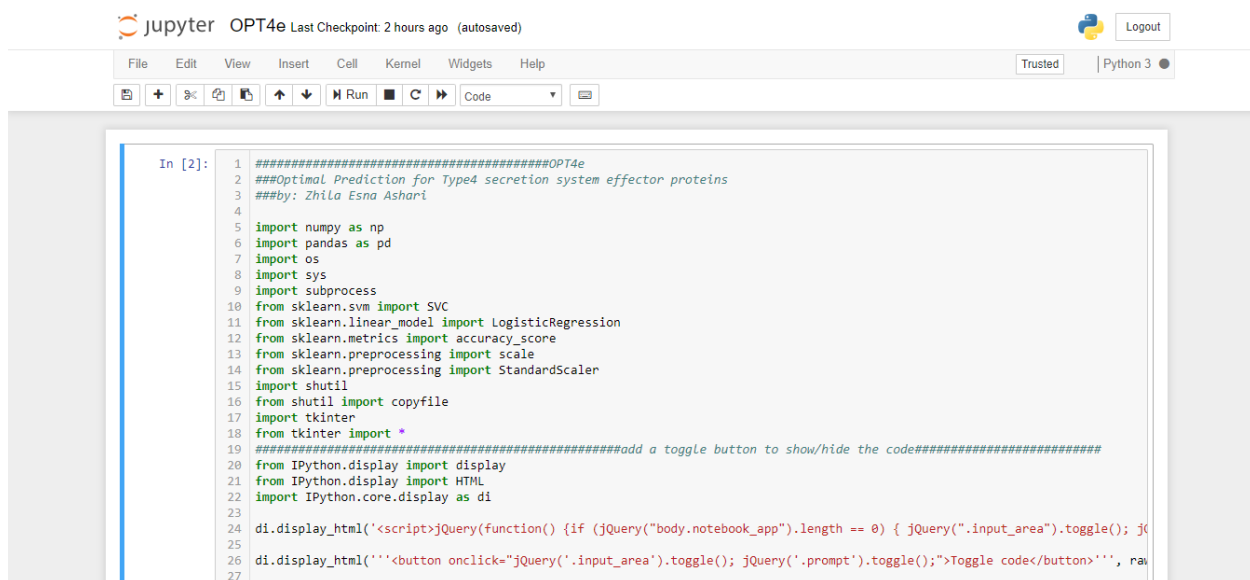 jupyter OPT4e Last Checkpoint: 2 hours ago (autosaved) Logout
File Edit View Insert Cell Kernel Widgets Help Trusted Python 3
Run Code
In [2]:
1 #########################################OPT4e
2 ###Optimal Prediction for Type4 secretion system effector proteins
3 ###by: Zhila Esna Ashari
4
5 import numpy as np
6 import pandas as pd
7 import os
8 import sys
9 import subprocess
10 from sklearn.svm import SVC
11 from sklearn.linear_model import LogisticRegression
12 from sklearn.metrics import accuracy_score
13 from sklearn.preprocessing import scale
14 from sklearn.preprocessing import StandardScaler
15 import shutil
16 from shutil import copyfile
17 import tkinter
18 from tkinter import *
19 ###################################################add a toggle button to show/hide the code##########################
20 from IPython.display import display
21 from IPython.display import HTML
22 import IPython.core.display as di
23
24 di.display_html('<script>jQuery(function() {if (jQuery("body.notebook_app").length == 0) { jQuery(".input_area").toggle(); jQ
25
26 di.display_html('''<button onclick="jQuery('.input_area').toggle(); jQuery('.prompt').toggle();">Toggle code</button>''', raw
27